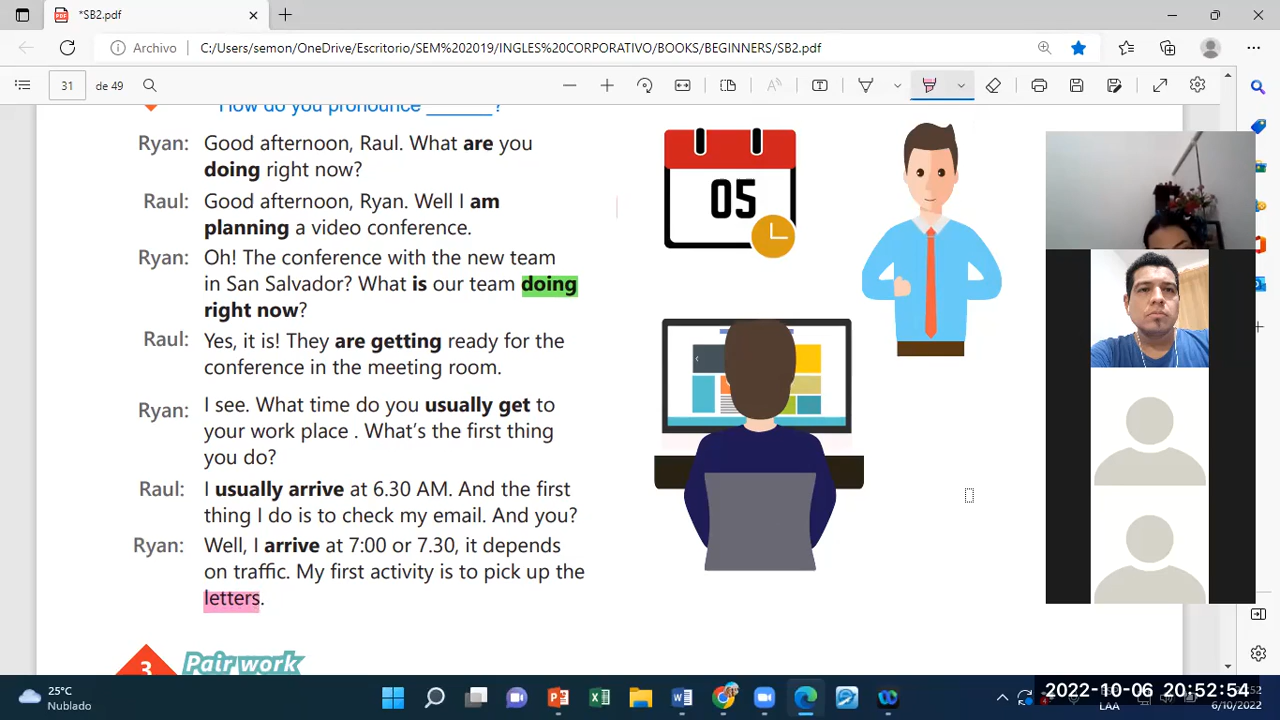 *SB2.pdf
Archivo
C:/Users/semon/OneDrive/Escritorio/SEM%202019/INGLES%20CORPORATIVO/BOOKS/BEGINNERS/SB2.pdf
31
de 49
How do you pronounce ______?
Ryan: Good afternoon, Raul. What are you
doing right now?
Raul: Good afternoon, Ryan. Well I am
planning a video conference.
Ryan: Oh! The conference with the new team
in San Salvador? What is our team doing
right now?
Raul: Yes, it is! They are getting ready for the
conference in the meeting room.
Ryan: I see. What time do you usually get to
your work place . What's the first thing
you do?
Raul: I usually arrive at 6.30 AM. And the first
thing I do is to check my email. And you?
Ryan: Well, I arrive at 7:00 or 7.30, it depends
on traffic. My first activity is to pick up the
letters.
05
3
Pair work
25°C
Nublado
2022-10-06 20:52:54
LAA
6/10/2022